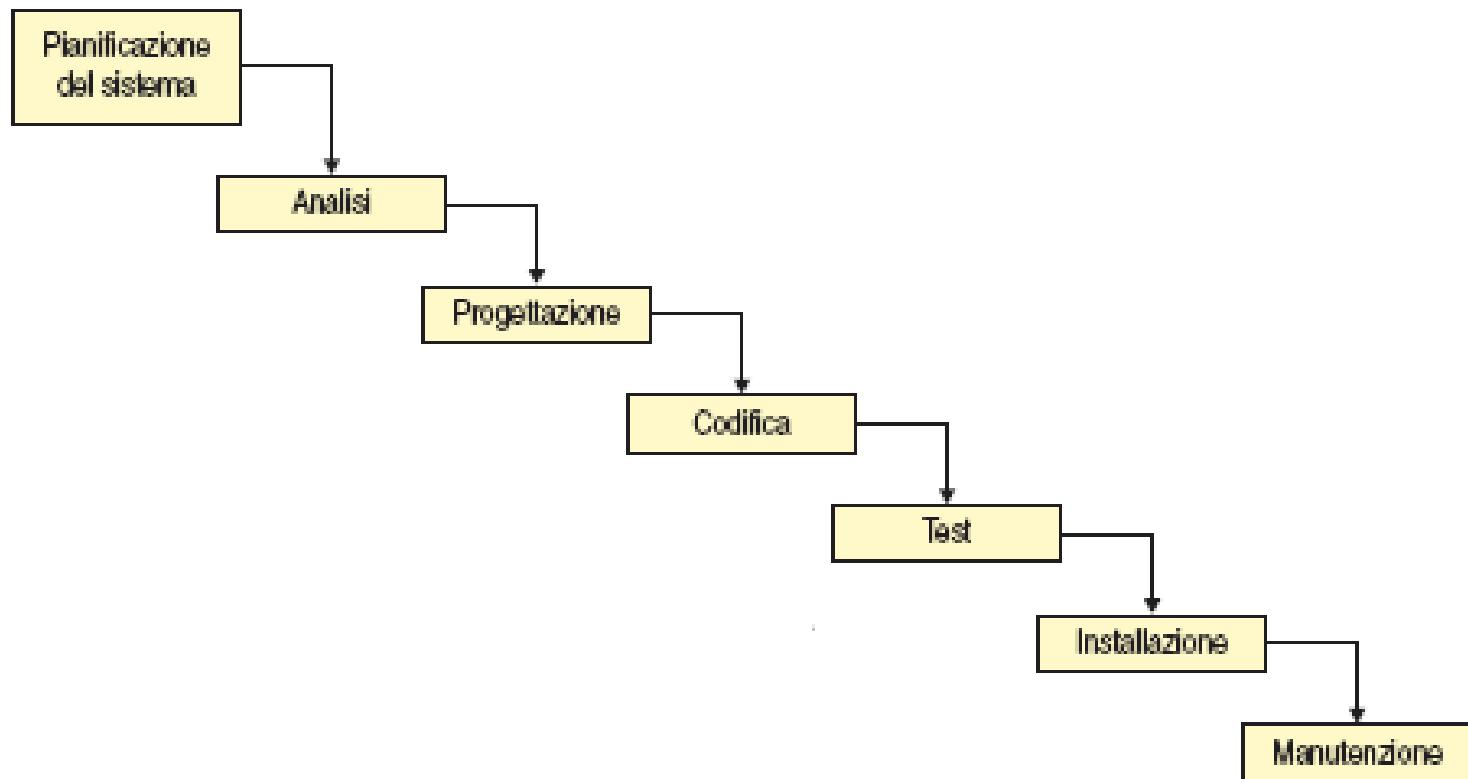 Pianificazione
del sistema
Analisi
Progettazione
Codifica
Test
Installazione
Manutenzione